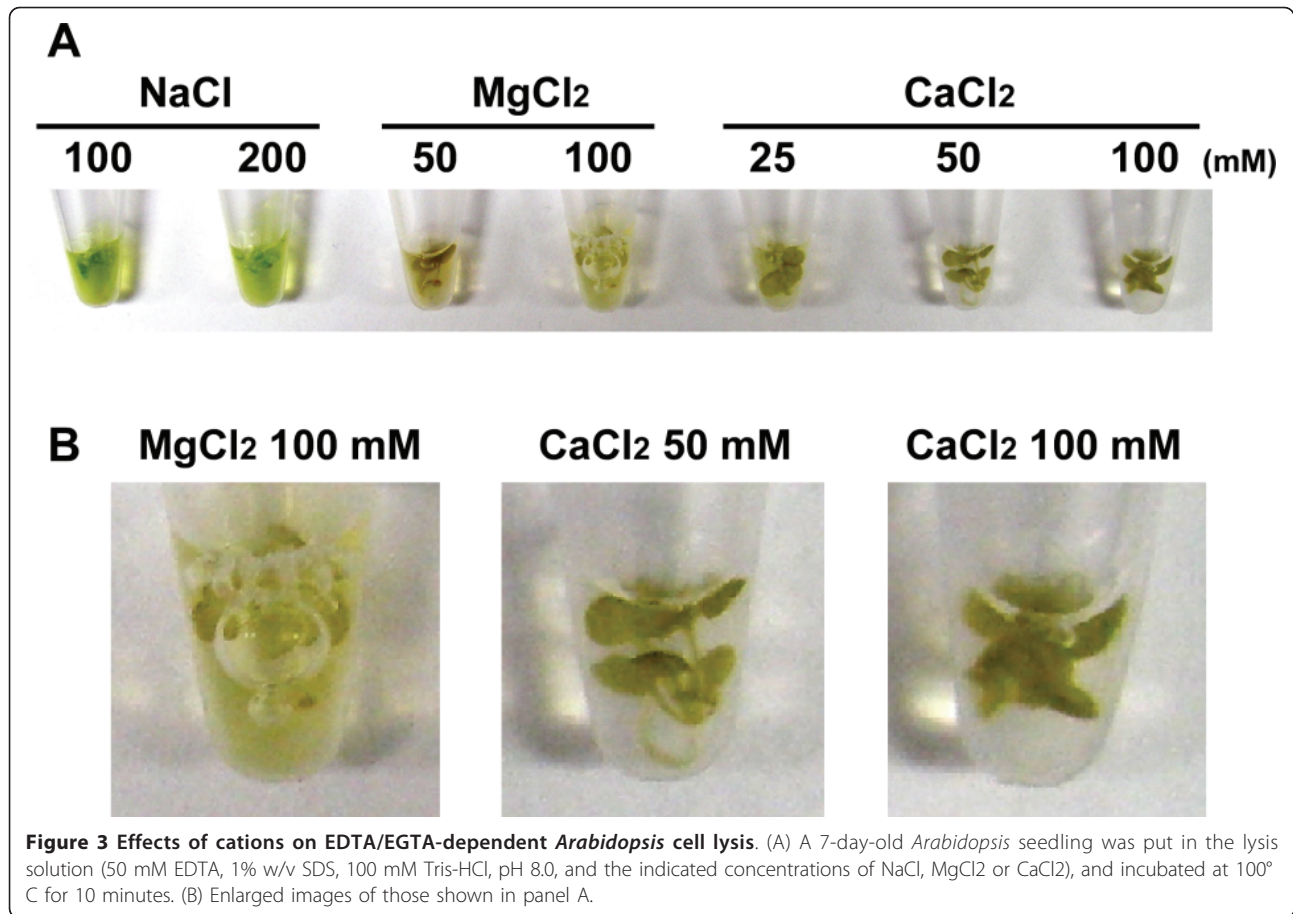 A
NaCl MgCl2 CaCl2
100 200 50 100 25 50 100 (mM)
B MgCl2 100 mM CaCl2 50 mM CaCl2 100 mM
Figure 3 Effects of cations on EDTA/EGTA-dependent Arabidopsis cell lysis. (A) A 7-day-old Arabidopsis seedling was put in the lysis
solution (50 mM EDTA, 1% w/v SDS, 100 mM Tris-HCl, pH 8.0, and the indicated concentrations of NaCl, MgCl2 or CaCl2), and incubated at 100°
C for 10 minutes. (B) Enlarged images of those shown in panel A.